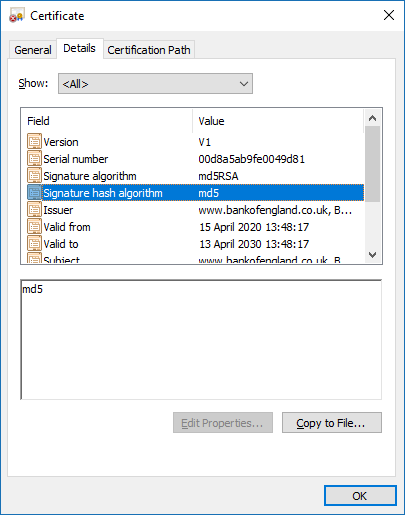 Certificate
General Details Certification Path
Show: <All>
Field Value
Version V1
Serial number 00d8a5ab9fe0049d81
Signature algorithm md5RSA
Signature hash algorithm md5
Issuer www.bankofengland.co.uk, B...
Valid from 15 April 2020 13:48:17
Valid to 13 April 2030 13:48:17
Subject www.bankofengland.co.uk, B...
md5
Edit Properties...
Copy to File...
OK